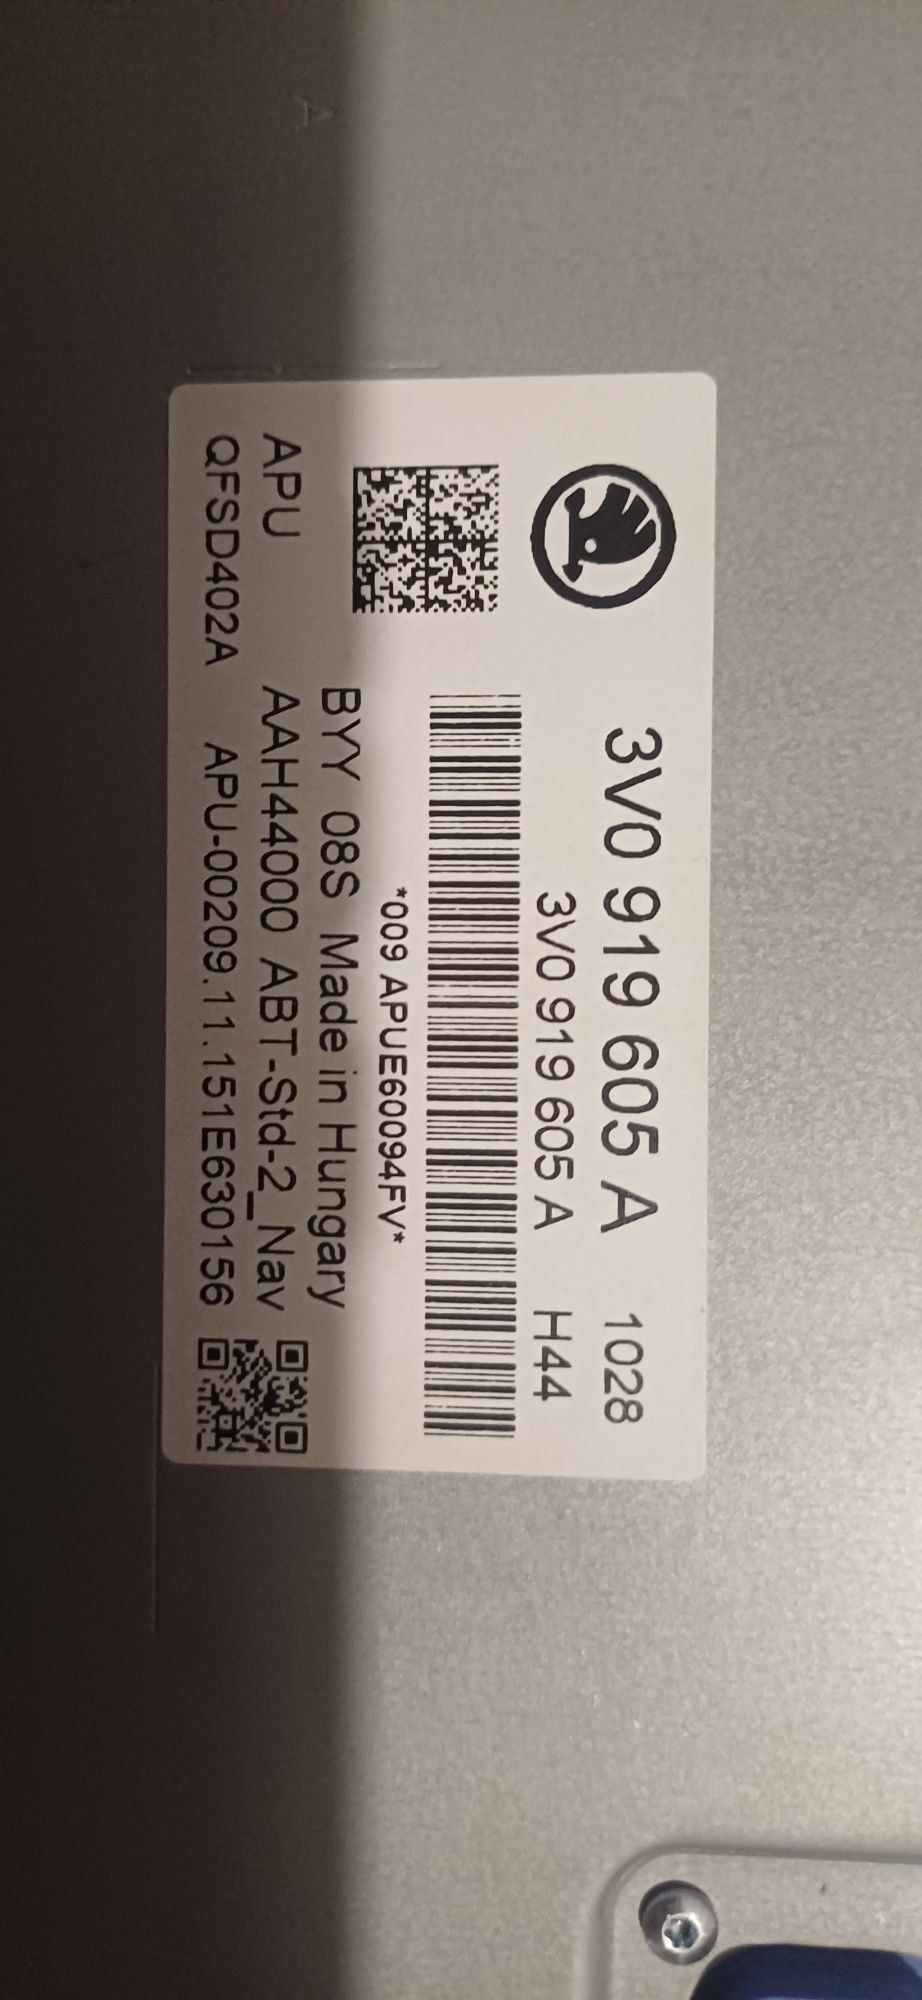 3V0 919 605 A 1028
3V0 919 605 A H44
*009 APUE60094FV*
BYY 08S Made in Hungary
APU AAH44000 ABT-Std-2_Nav
QFSD402A APU-00209.11.151E630156